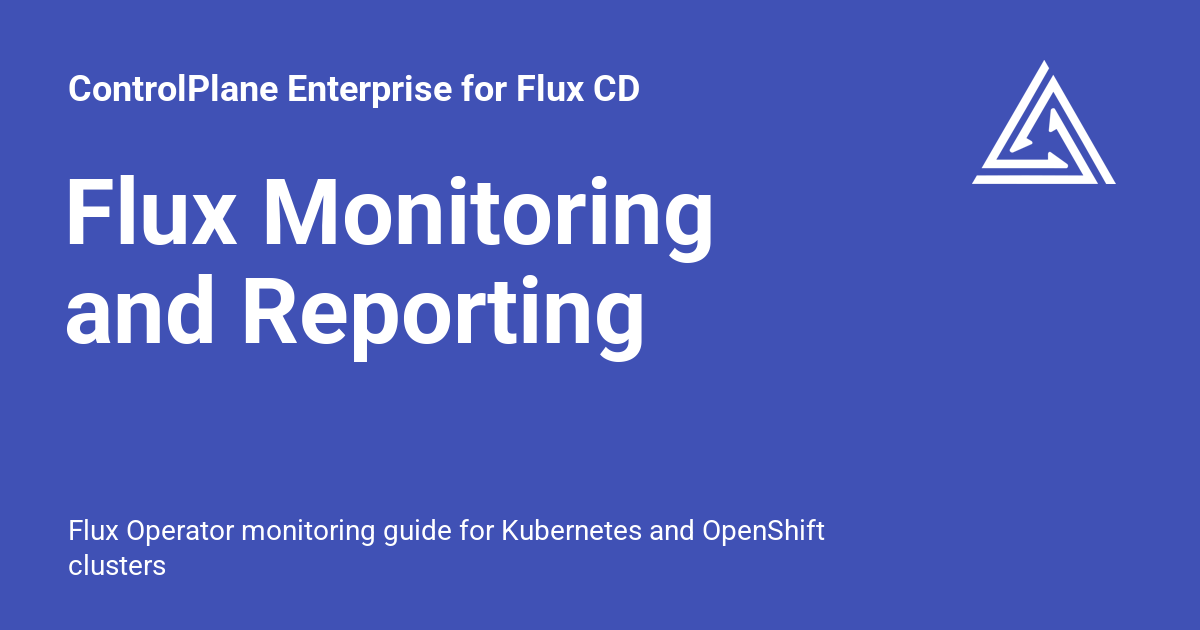 ControlPlane Enterprise for Flux CD
Flux Monitoring
and Reporting
Flux Operator monitoring guide for Kubernetes and OpenShift
clusters